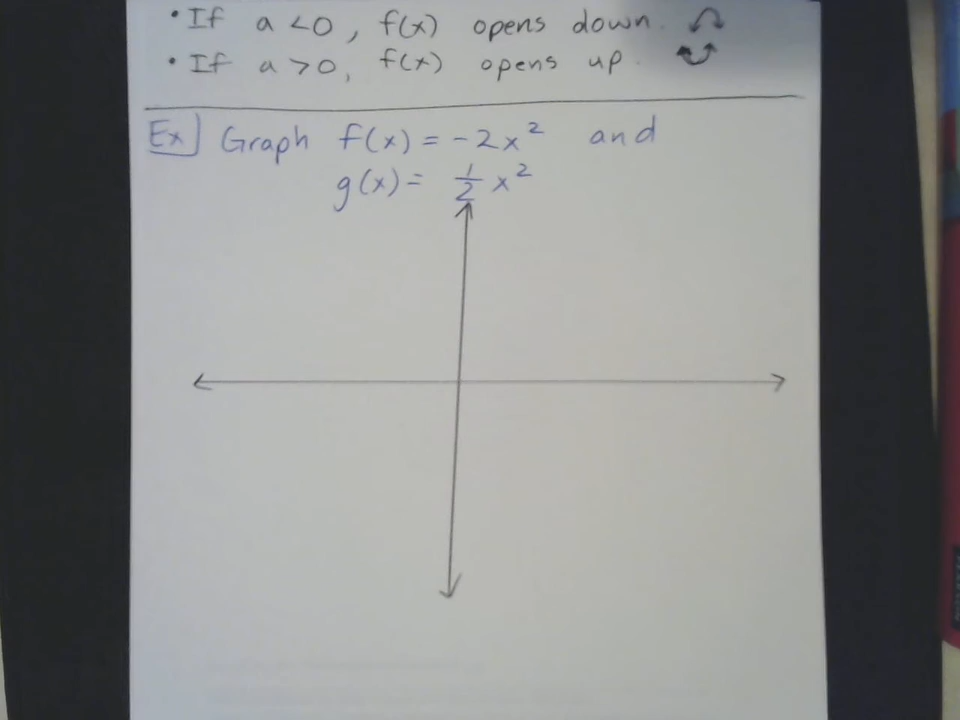 • If a < 0, f(x) opens down.
• If a > 0, f(x) opens up.
Ex] Graph f(x) = -2x² and
g(x) = 1/2 x²